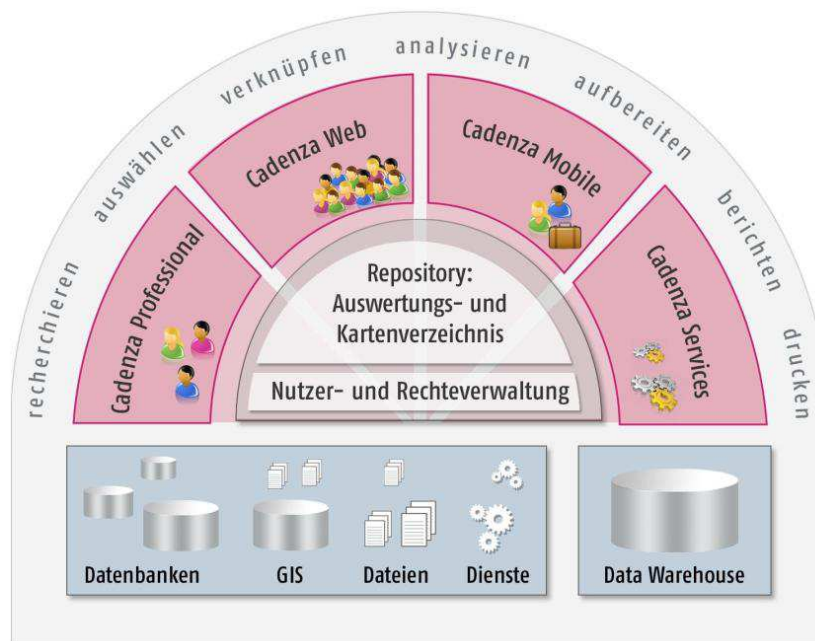 recherchieren auswählen verknüpfen analysieren aufbereiten berichten drucken
Cadenza Professional
Cadenza Web
Cadenza Mobile
Cadenza Services
Repository:
Auswertungs- und
Kartenverzeichnis
Nutzer- und Rechteverwaltung
Datenbanken
GIS
Dateien
Dienste
Data Warehouse